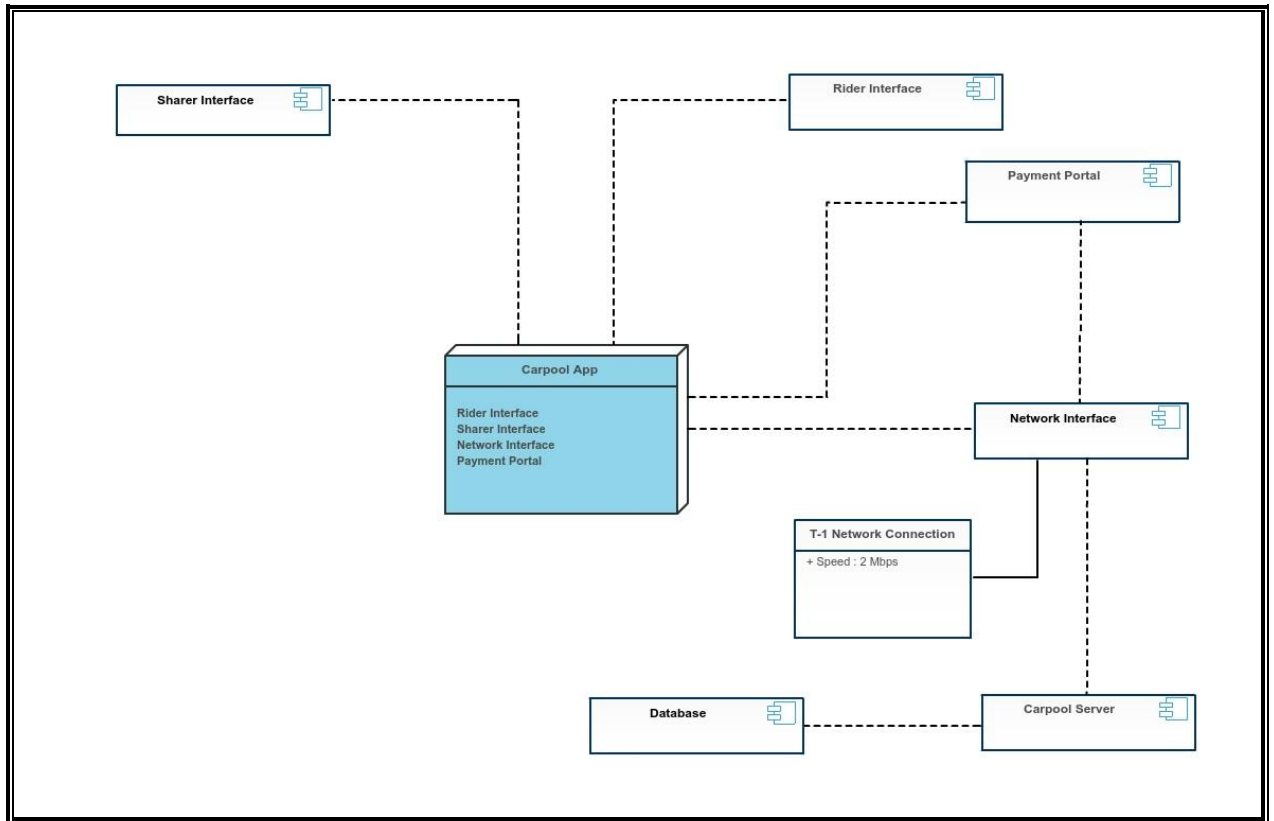 Sharer Interface
Rider Interface
Payment Portal
Carpool App
Rider Interface
Sharer Interface
Network Interface
Payment Portal
Network Interface
T-1 Network Connection
+ Speed : 2 Mbps
Database
Carpool Server